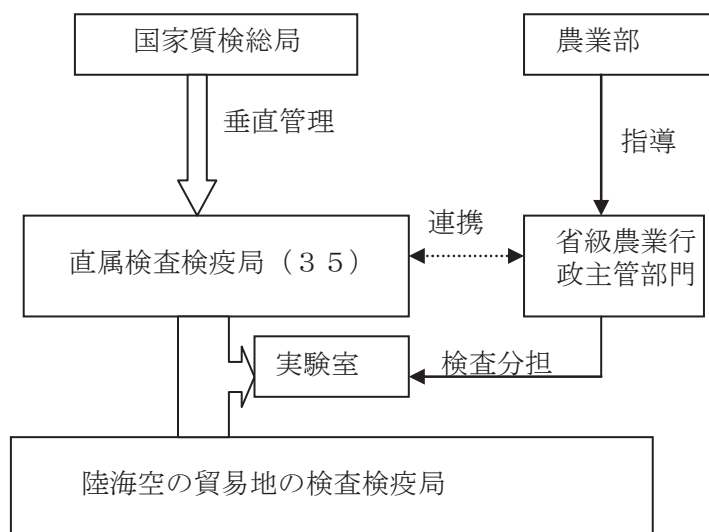 国家質検総局
農業部
垂直管理
指導
直属検査検疫局（３５）
連携
省級農業行
政主管部門
実験室
検査分担
陸海空の貿易地の検査検疫局